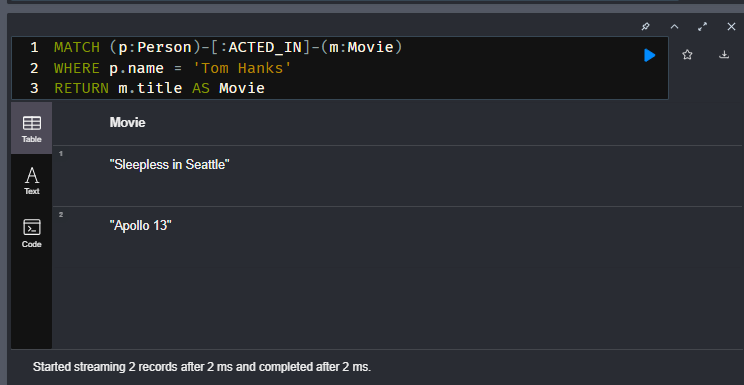 1 MATCH (p:Person)-[:ACTED_IN]-(m:Movie)
2 WHERE p.name = 'Tom Hanks'
3 RETURN m.title AS Movie
Table
Movie
1
"Sleepless in Seattle"
Text
2
"Apollo 13"
Code
Started streaming 2 records after 2 ms and completed after 2 ms.